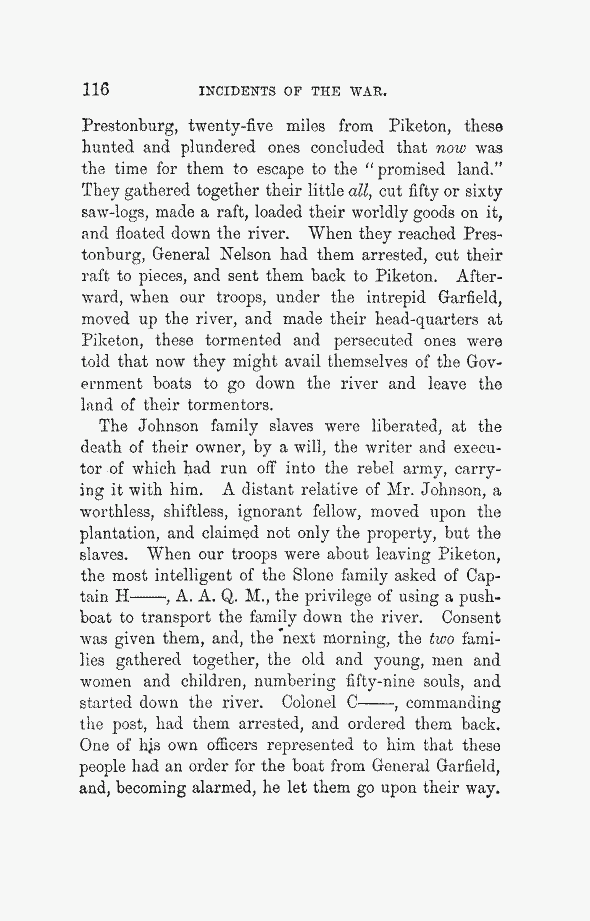 116 INCIDENTS OF THE WAR.
Prestonburg, twenty-five miles from Piketon, these
hunted and plundered ones concluded that now was
the time for them to escape to the “promised land.”
They gathered together their little all, cut fifty or sixty
saw-logs, made a raft, loaded their worldly goods on it,
and floated down the river. When they reached Pres-
tonburg, General Nelson had them arrested, cut their
raft to pieces, and sent them back to Piketon. After-
ward, when our troops, under the intrepid Garfield,
moved up the river, and made their head-quarters at
Piketon, these tormented and persecuted ones were
told that now they might avail themselves of the Gov-
ernment boats to go down the river and leave the
land of their tormentors.
The Johnson family slaves were liberated, at the
death of their owner, by a will, the writer and execu-
tor of which had run off into the rebel army, carry-
ing it with him. A distant relative of Mr. Johnson, a
worthless, shiftless, ignorant fellow, moved upon the
plantation, and claimed not only the property, but the
slaves. When our troops were about leaving Piketon,
the most intelligent of the Slone family asked of Cap-
tain H——, A. A. Q. M., the privilege of using a push-
boat to transport the family down the river. Consent
was given them, and, the next morning, the two fami-
lies gathered together, the old and young, men and
women and children, numbering fifty-nine souls, and
started down the river. Colonel C——, commanding
the post, had them arrested, and ordered them back.
One of his own officers represented to him that these
people had an order for the boat from General Garfield,
and, becoming alarmed, he let them go upon their way.